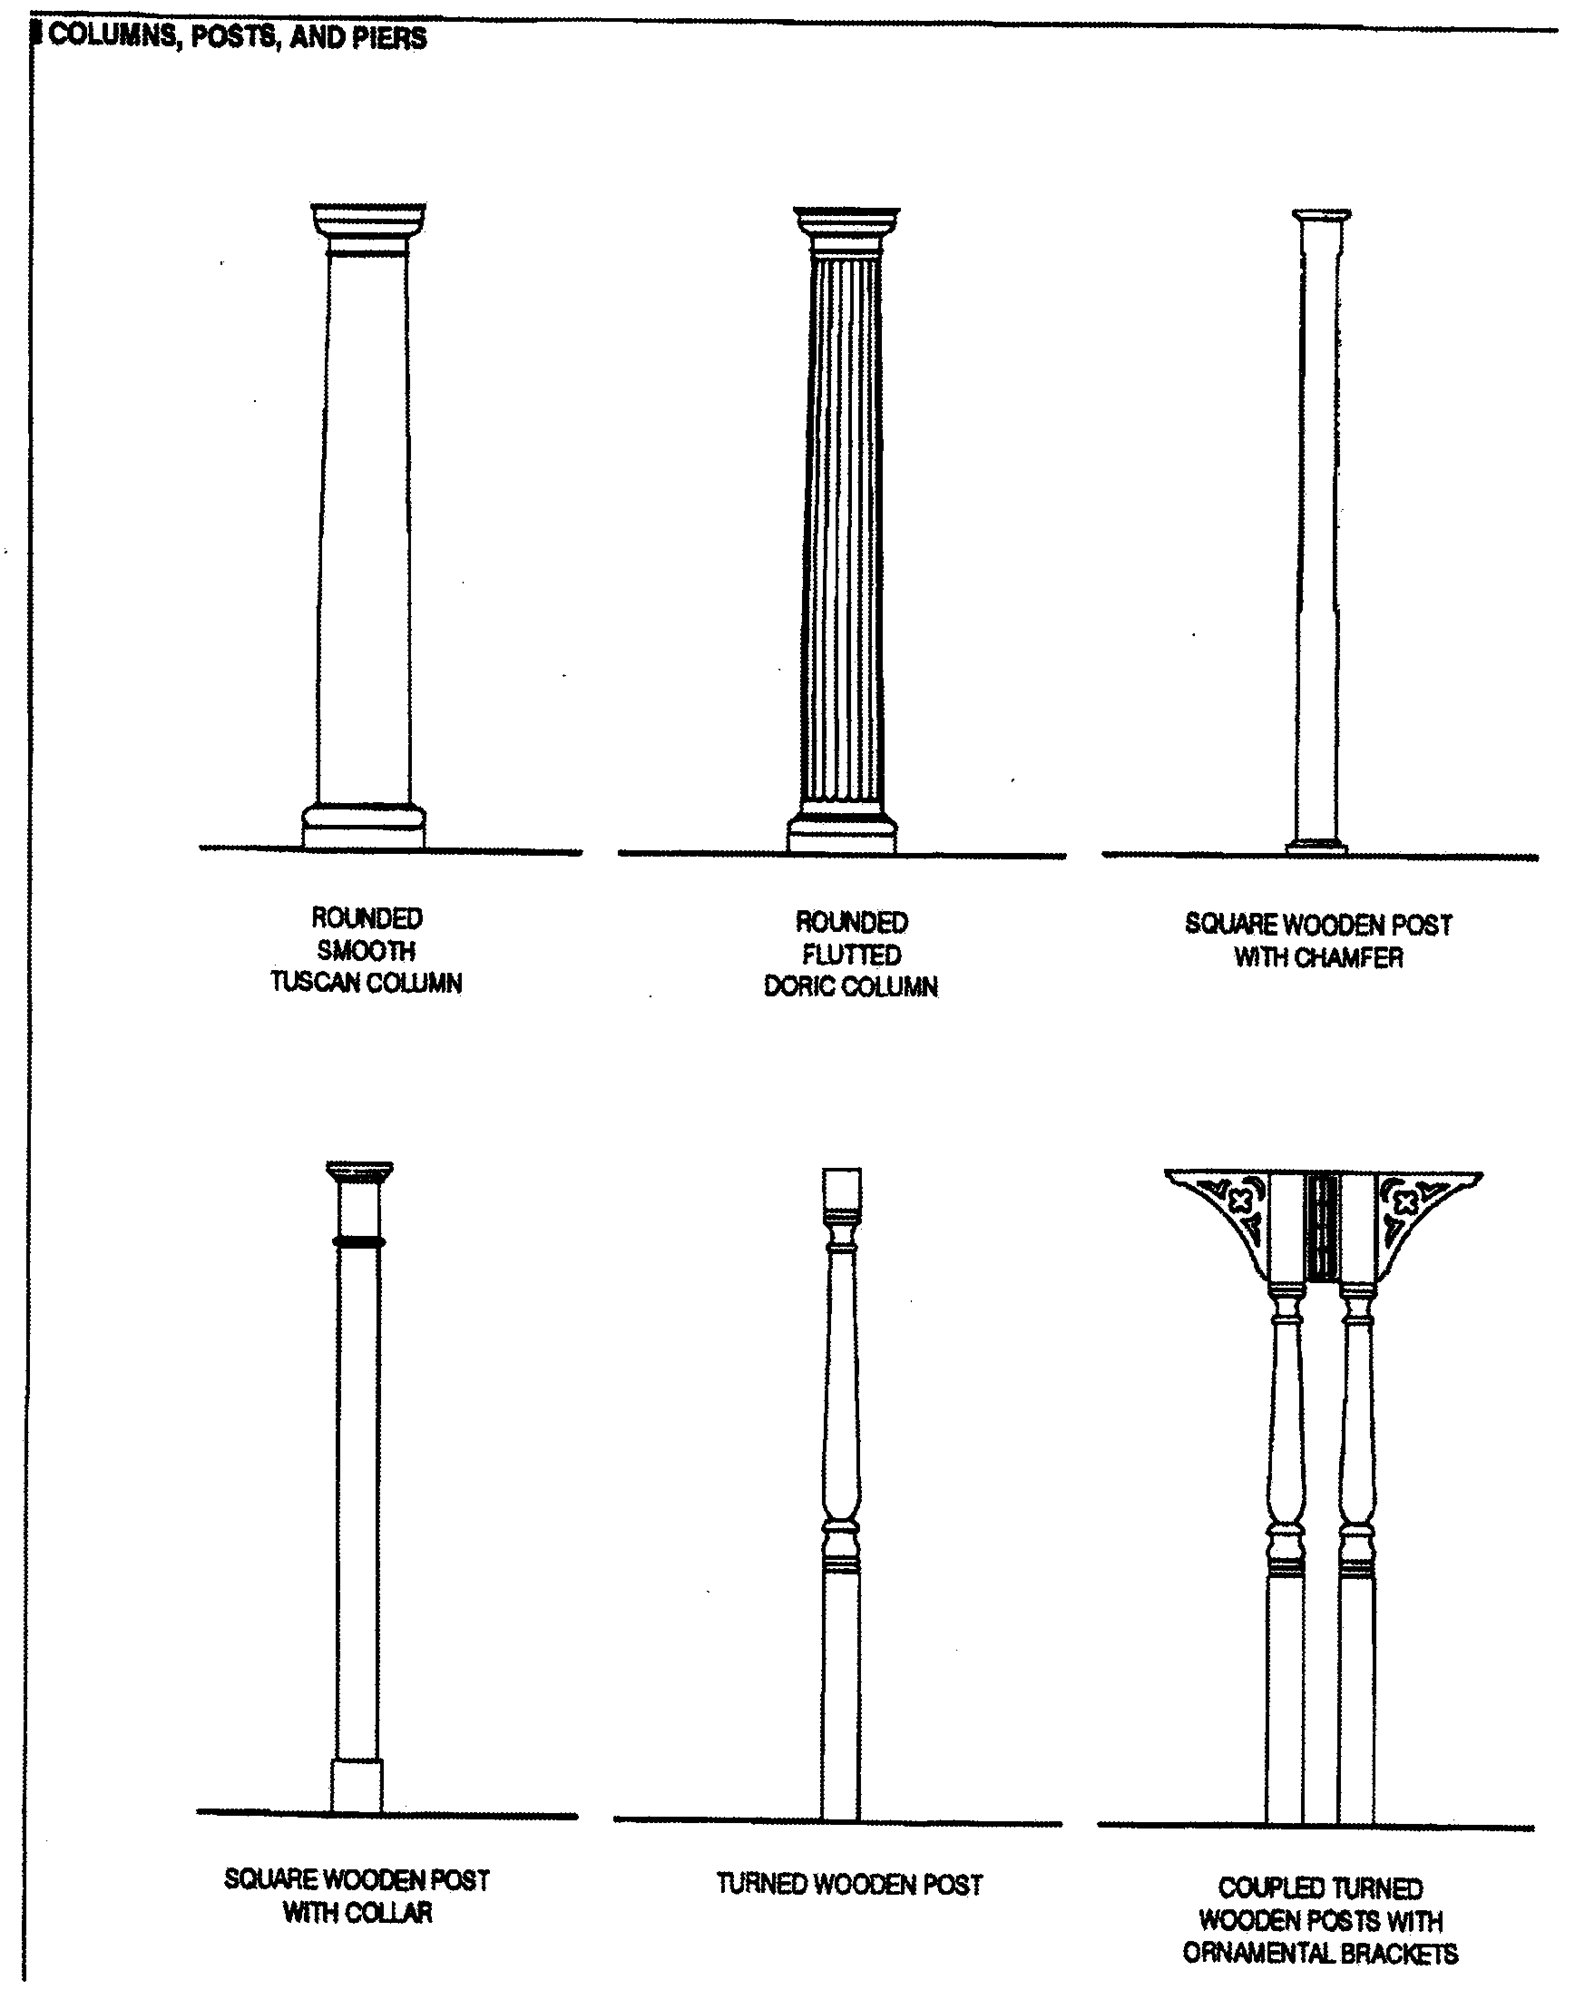 COLUMNS, POSTS, AND PIERS
ROUNDED
SMOOTH
TUSCAN COLUMN
ROUNDED
FLUTTED
DORIC COLUMN
SQUARE WOODEN POST
WITH CHAMFER
SQUARE WOODEN POST
WITH COLLAR
TURNED WOODEN POST
COUPLED TURNED
WOODEN POSTS WITH
ORNAMENTAL BRACKETS